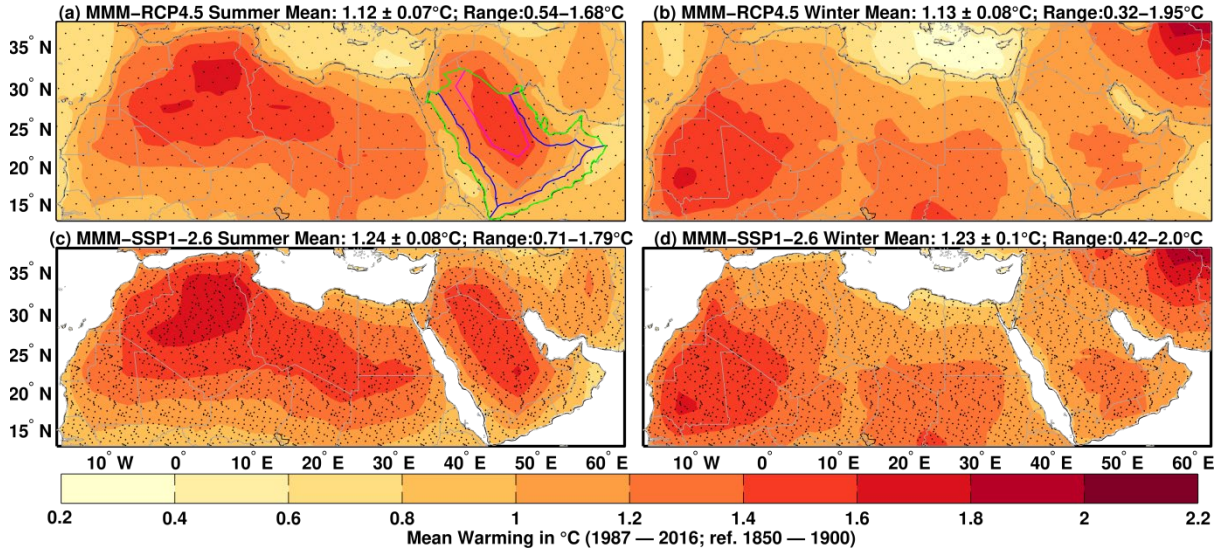 (a) MMM–RCP4.5 Summer Mean: 1.12 ± 0.07°C; Range:0.54–1.68°C
(b) MMM–RCP4.5 Winter Mean: 1.13 ± 0.08°C; Range:0.32–1.95°C
35° N
30° N
25° N
20° N
15° N
(c) MMM–SSP1–2.6 Summer Mean: 1.24 ± 0.08°C; Range:0.71–1.79°C
(d) MMM–SSP1–2.6 Winter Mean: 1.23 ± 0.1°C; Range:0.42–2.0°C
35° N
30° N
25° N
20° N
15° N
10° W 0° 10° E 20° E 30° E 40° E 50° E 60° E 10° W 0° 10° E 20° E 30° E 40° E 50° E 60° E
0.2 0.4 0.6 0.8 1 1.2 1.4 1.6 1.8 2 2.2
Mean Warming in °C (1987 — 2016; ref. 1850 — 1900)